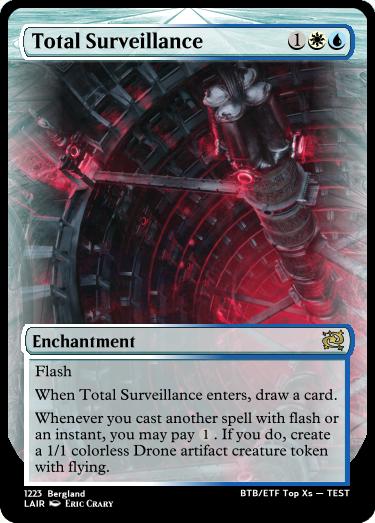 Total Surveillance 1
Enchantment
Flash
When Total Surveillance enters, draw a card.
Whenever you cast another spell with flash or
an instant, you may pay 1. If you do, create
a 1/1 colorless Drone artifact creature token
with flying.
1223 Bergland BTB/ETF Top Xs — TEST
LAIR Eric Crary